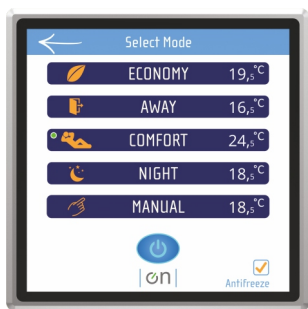 Select Mode
ECONOMY 19,5°C
AWAY 16,5°C
COMFORT 24,5°C
NIGHT 18,5°C
MANUAL 18,5°C
|on|
Antifreeze